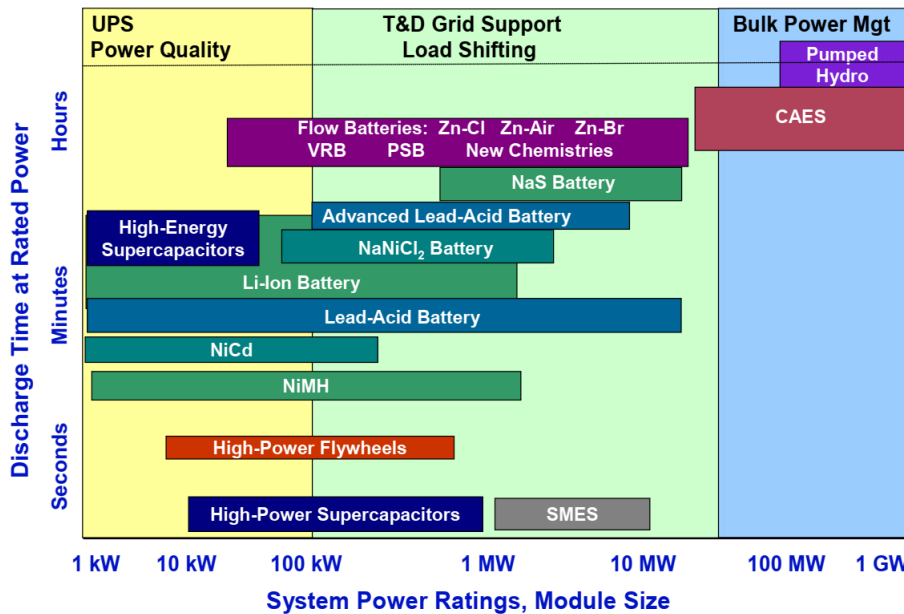 UPS
Power Quality
T&D Grid Support
Load Shifting
Bulk Power Mgt
Pumped
Hydro
CAES
Flow Batteries: Zn-Cl Zn-Air Zn-Br
VRB PSB New Chemistries
NaS Battery
Advanced Lead-Acid Battery
High-Energy
Supercapacitors
NaNiCl₂ Battery
Li-Ion Battery
Lead-Acid Battery
NiCd
NiMH
High-Power Flywheels
High-Power Supercapacitors
SMES
Discharge Time at Rated Power
Hours
Minutes
Seconds
1 kW 10 kW 100 kW 1 MW 10 MW 100 MW 1 GW
System Power Ratings, Module Size